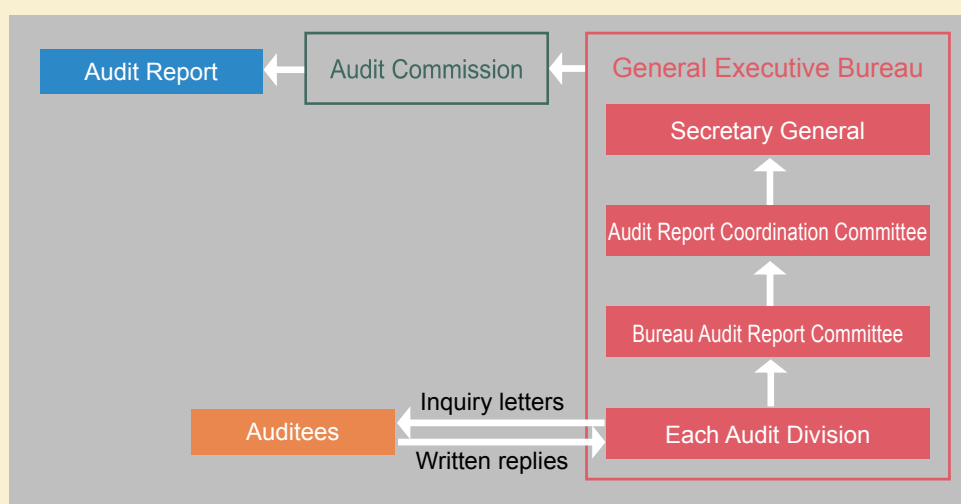 Audit Report
Audit Commission
General Executive Bureau
Secretary General
Audit Report Coordination Committee
Bureau Audit Report Committee
Inquiry letters
Auditees
Each Audit Division
Written replies